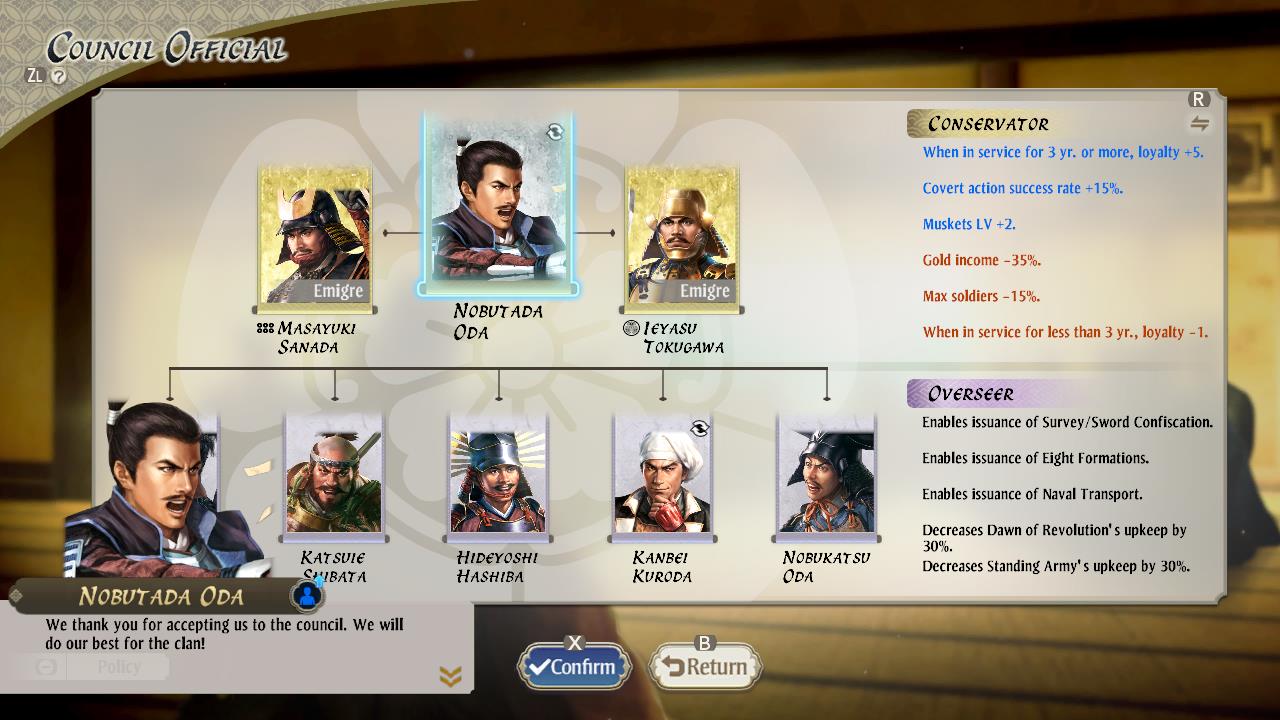 COUNCIL OFFICIAL
ZL ?
R
Emigre
Emigre
MASAYUKI
SANADA
NOBUTADA
ODA
IEYASU
TOKUGAWA
CONSERVATOR
When in service for 3 yr. or more, loyalty +5.
Covert action success rate +15%.
Muskets LV +2.
Gold income -35%.
Max soldiers -15%.
When in service for less than 3 yr., loyalty -1.
OVERSEER
Enables issuance of Survey/Sword Confiscation.
Enables issuance of Eight Formations.
Enables issuance of Naval Transport.
Decreases Dawn of Revolution's upkeep by
30%.
Decreases Standing Army's upkeep by 30%.
KATSUIE
SHIBATA
HIDEYOSHI
HASHIBA
KANBEI
KURODA
NOBUKATSU
ODA
NOBUTADA ODA
We thank you for accepting us to the council. We will
do our best for the clan!
Policy
X
Confirm
B
Return